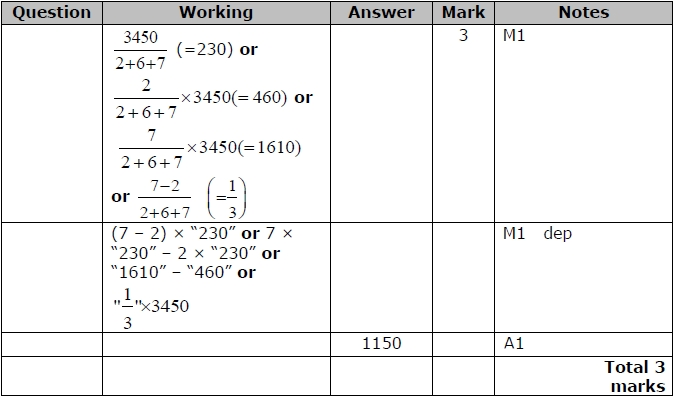 Question Working Answer Mark Notes
3450/(2+6+7) (=230) or 3 M1
2/(2+6+7)×3450(= 460) or
7/(2+6+7)×3450(=1610)
or (7−2)/(2+6+7) (=1/3)
(7 – 2) × “230” or 7 × M1 dep
“230” – 2 × “230” or
“1610” – “460” or
"1/3"×3450
1150 A1
Total 3
marks